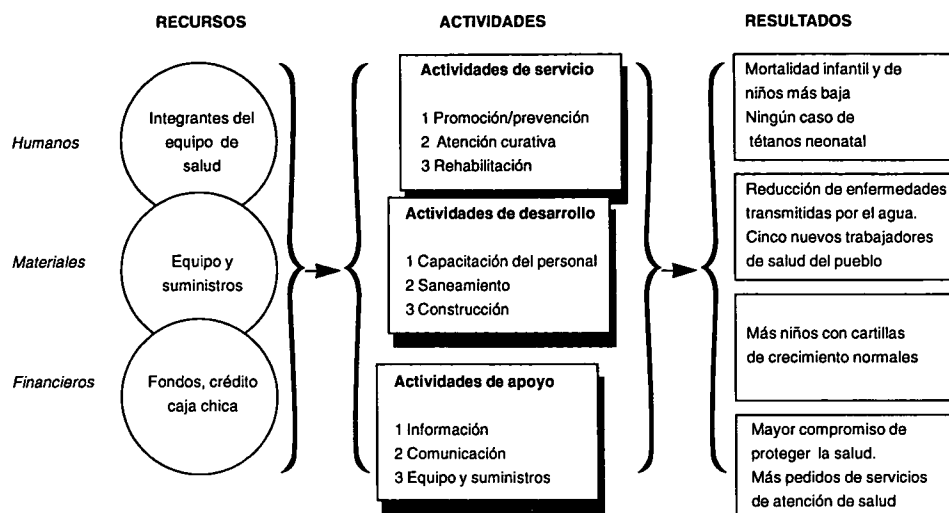 RECURSOS
Humanos
Integrantes del
equipo de
salud
Materiales
Equipo y
suministros
Financieros
Fondos, crédito
caja chica
ACTIVIDADES
Actividades de servicio
1 Promoción/prevención
2 Atención curativa
3 Rehabilitación
Actividades de desarrollo
1 Capacitación del personal
2 Saneamiento
3 Construcción
Actividades de apoyo
1 Información
2 Comunicación
3 Equipo y suministros
RESULTADOS
Mortalidad infantil y de
niños más baja
Ningún caso de
tétanos neonatal
Reducción de enfermedades
transmitidas por el agua.
Cinco nuevos trabajadores
de salud del pueblo
Más niños con cartillas
de crecimiento normales
Mayor compromiso de
proteger la salud.
Más pedidos de servicios
de atención de salud